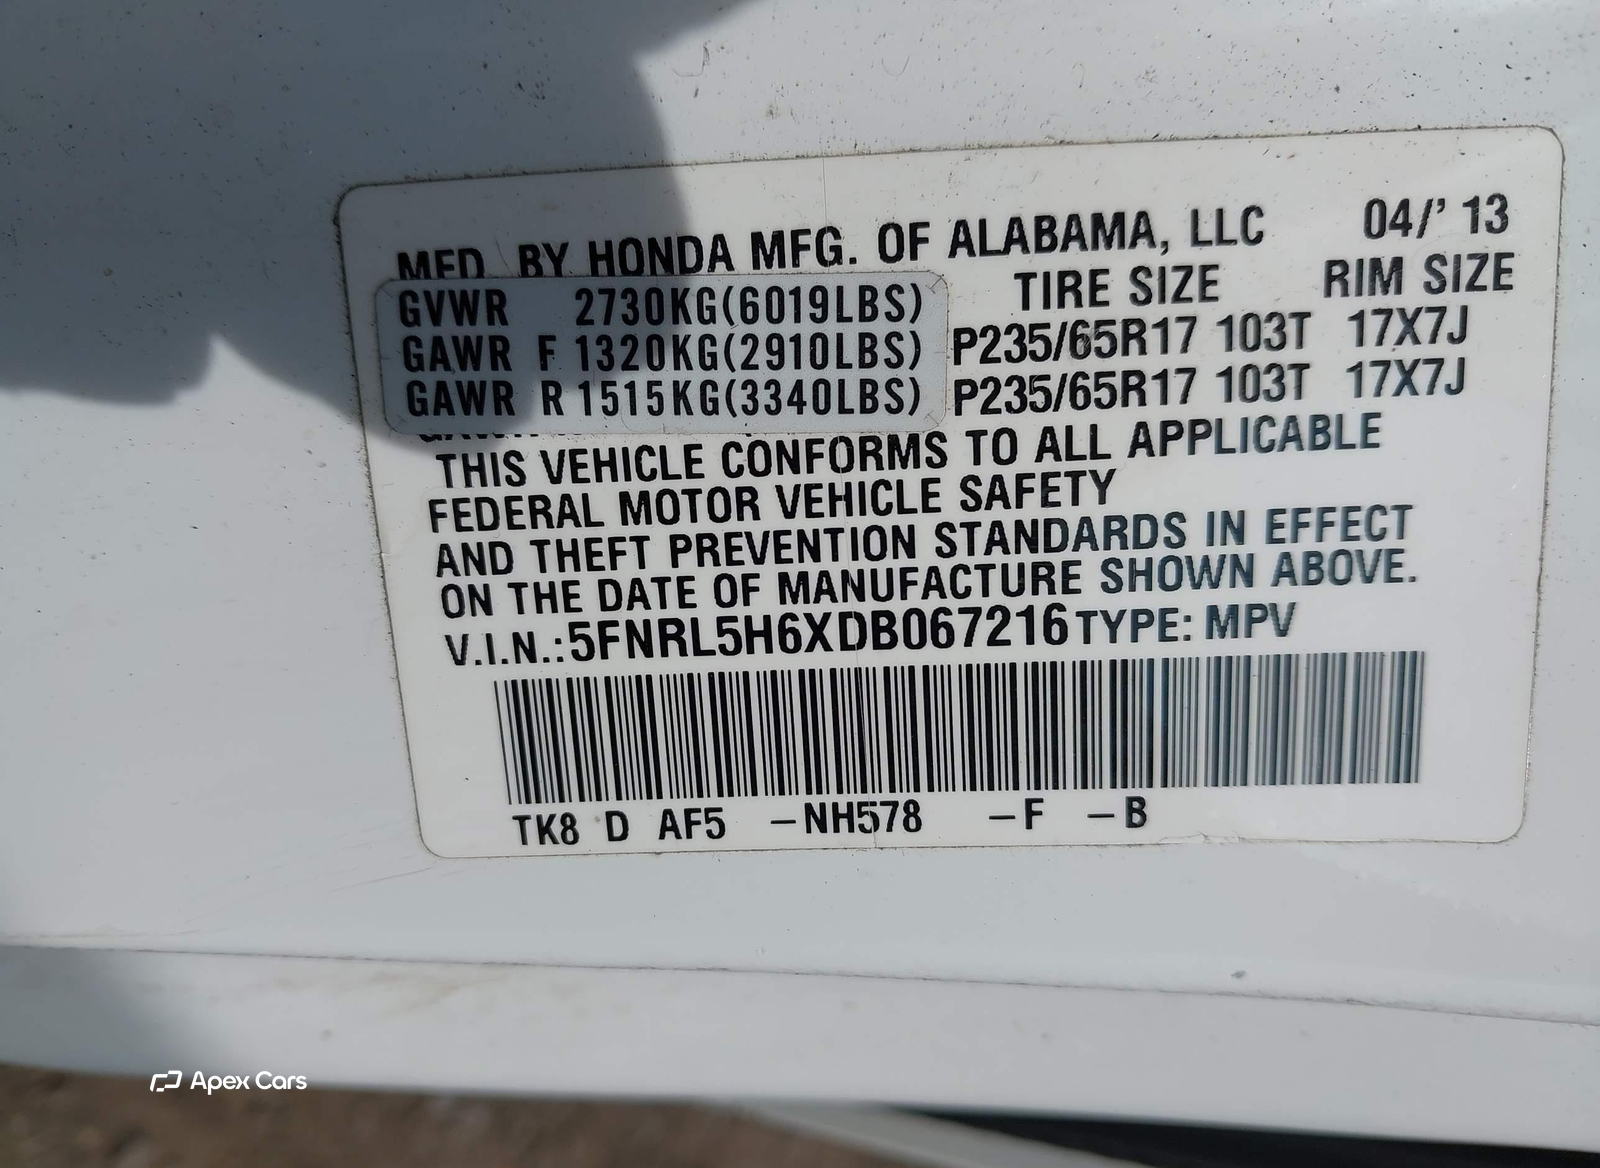 MFD. BY HONDA MFG. OF ALABAMA, LLC 04/' 13
TIRE SIZE RIM SIZE
GVWR 2730KG(6019LBS)
GAWR F 1320KG(2910LBS) P235/65R17 103T 17X7J
GAWR R 1515KG(3340LBS) P235/65R17 103T 17X7J
THIS VEHICLE CONFORMS TO ALL APPLICABLE
FEDERAL MOTOR VEHICLE SAFETY
AND THEFT PREVENTION STANDARDS IN EFFECT
ON THE DATE OF MANUFACTURE SHOWN ABOVE.
V.I.N.:5FNRL5H6XDB067216 TYPE: MPV
TK8 D AF5 –NH578 –F –B
Apex Cars